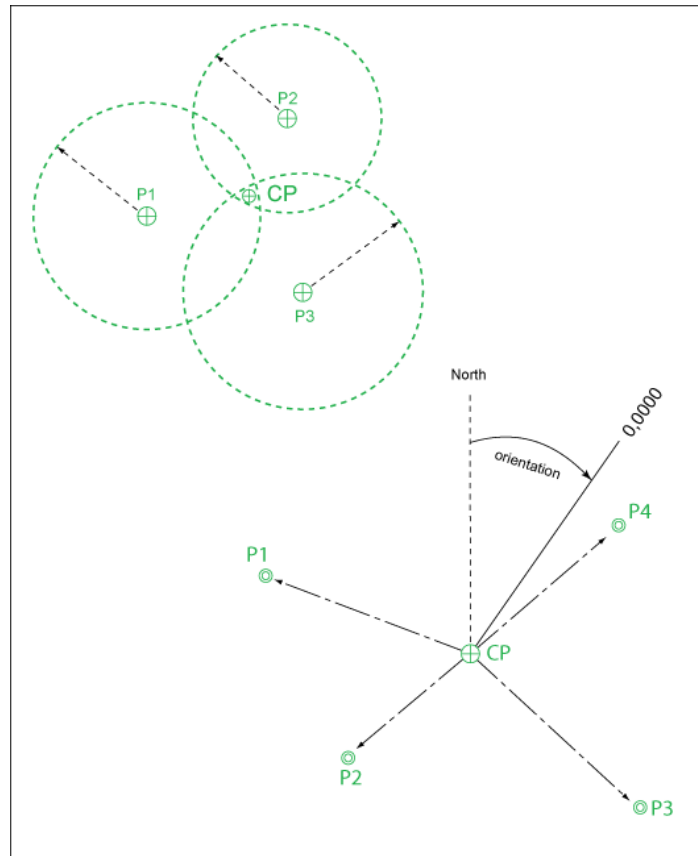 P2
P1
CP
P3
North
0,0000
orientation
P4
P1
CP
P2
P3